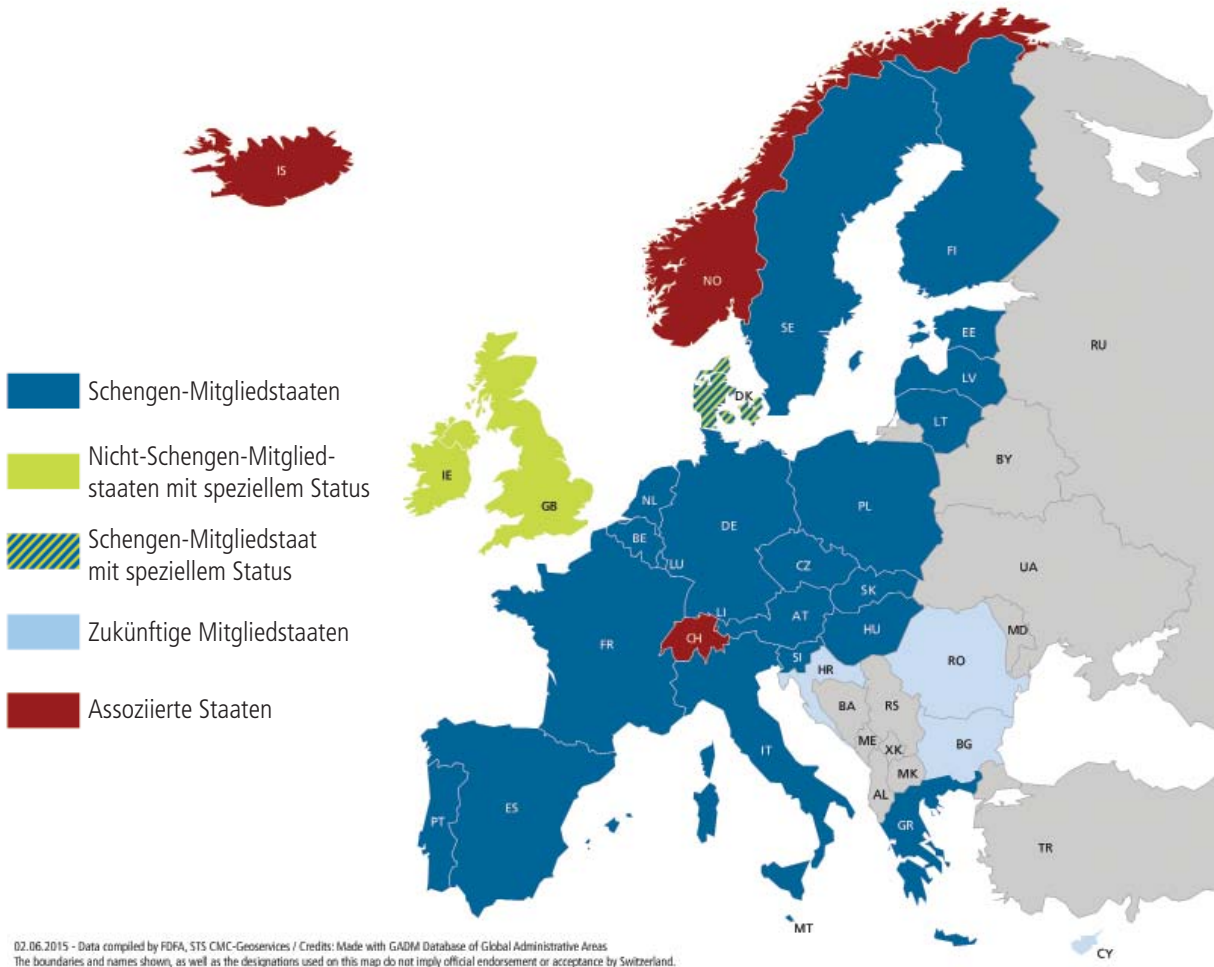 IS
NO
SE
FI
EE
LV
LT
RU
DK
BY
IE
GB
NL
BE
LU
DE
PL
CZ
SK
UA
LI
AT
HU
MD
FR
CH
SI
HR
RO
BA
RS
ME
XK
BG
MK
AL
IT
PT
ES
GR
TR
MT
CY
Schengen-Mitgliedstaaten
Nicht-Schengen-Mitglied-
staaten mit speziellem Status
Schengen-Mitgliedstaat
mit speziellem Status
Zukünftige Mitgliedstaaten
Assoziierte Staaten
02.06.2015 - Data compiled by FDFA, STS CMC-Geoservices / Credits: Made with GADM Database of Global Administrative Areas
The boundaries and names shown, as well as the designations used on this map do not imply official endorsement or acceptance by Switzerland.